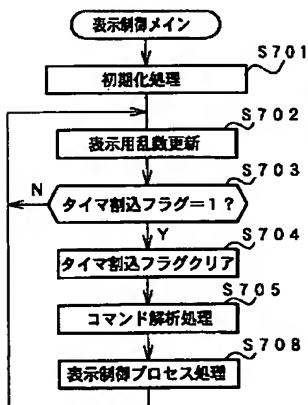 表示制御メイン
S701
初期化処理
S702
表示用乱数更新
S703
N
タイマ割込フラグ=1?
Y
S704
タイマ割込フラグクリア
S705
コマンド解析処理
S708
表示制御プロセス処理